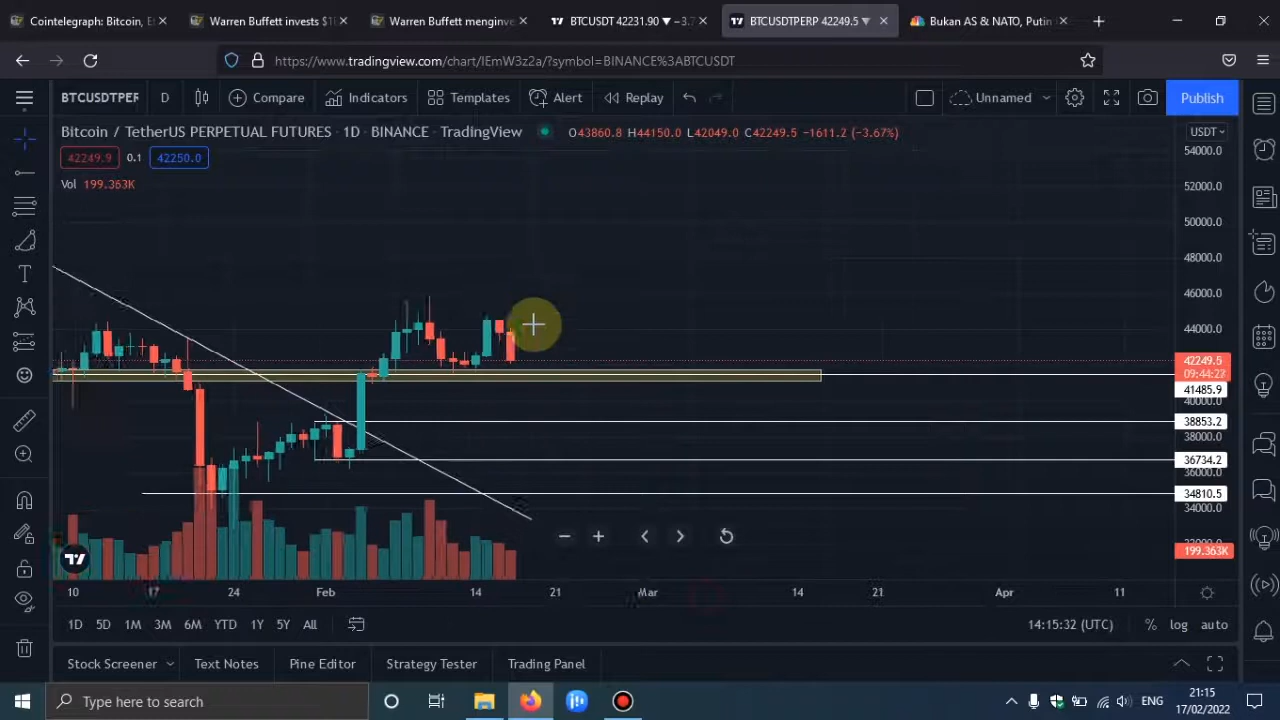 Cointelegraph: Bitcoin, E
Warren Buffett invests $1
Warren Buffett menginve
BTCUSDT 42231.90 ▼ −3.7
BTCUSDTPERP 42249.5 ▼
Bukan AS & NATO, Putin
https://www.tradingview.com/chart/IEmW3z2a/?symbol=BINANCE%3ABTCUSDT
BTCUSDTPER D Compare Indicators Templates Alert Replay Unnamed Publish
Bitcoin / TetherUS PERPETUAL FUTURES · 1D · BINANCE · TradingView O43860.8 H44150.0 L42049.0 C42249.5 −1611.2 (−3.67%) USDT
42249.9 0.1 42250.0
Vol 199.363K
54000.0
52000.0
50000.0
48000.0
46000.0
44000.0
42249.5
09:44:27
41485.9
40000.0
38853.2
38000.0
36734.2
36000.0
34810.5
34000.0
199.363K
10 17 24 Feb 14 21 Mar 14 21 Apr 11
1D 5D 1M 3M 6M YTD 1Y 5Y All 14:15:32 (UTC) % log auto
Stock Screener Text Notes Pine Editor Strategy Tester Trading Panel
Type here to search ENG 21:15
17/02/2022